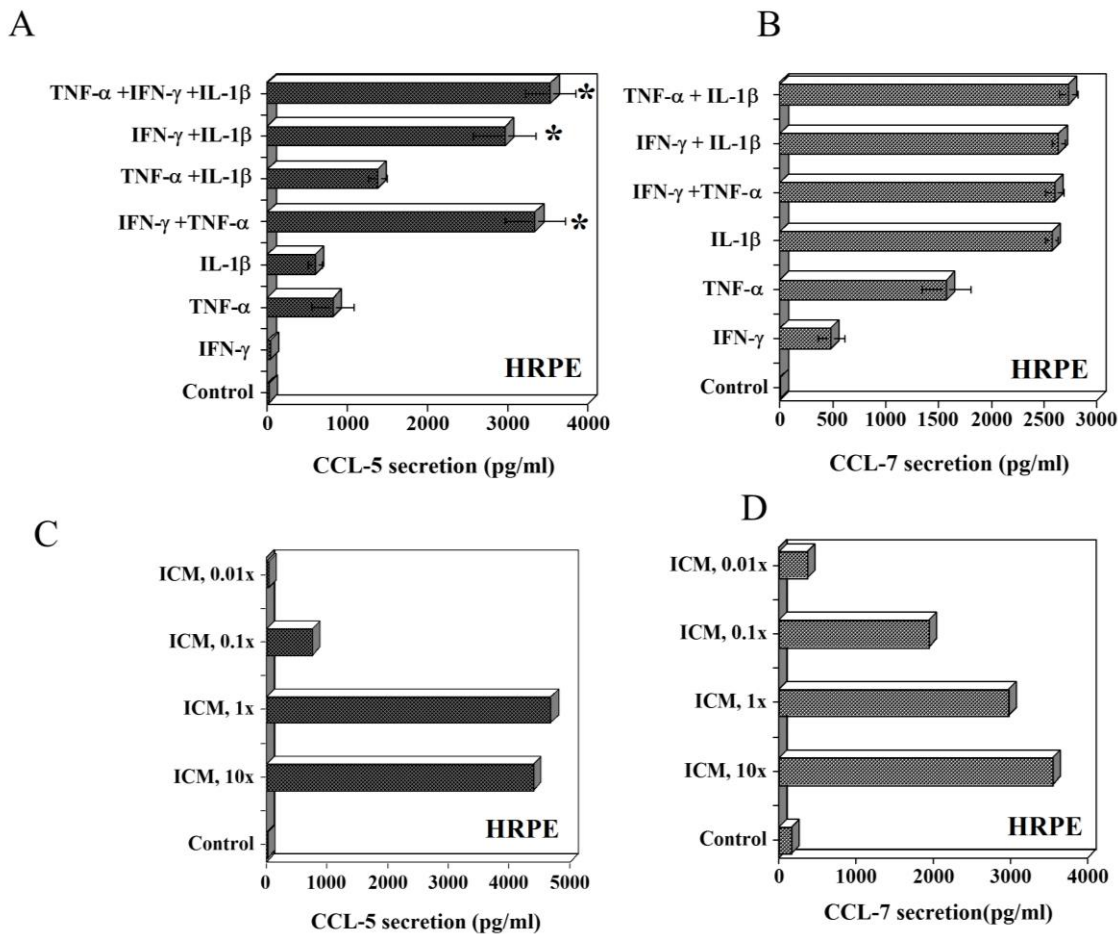 A
TNF-α +IFN-γ +IL-1β
IFN-γ +IL-1β
TNF-α +IL-1β
IFN-γ +TNF-α
IL-1β
TNF-α
IFN-γ
Control
*
*
*
HRPE
0 1000 2000 3000 4000
CCL-5 secretion (pg/ml)
B
TNF-α + IL-1β
IFN-γ + IL-1β
IFN-γ +TNF-α
IL-1β
TNF-α
IFN-γ
Control
HRPE
0 500 1000 1500 2000 2500 3000
CCL-7 secretion (pg/ml)
C
ICM, 0.01x
ICM, 0.1x
ICM, 1x
ICM, 10x
Control
HRPE
0 1000 2000 3000 4000 5000
CCL-5 secretion (pg/ml)
D
ICM, 0.01x
ICM, 0.1x
ICM, 1x
ICM, 10x
Control
HRPE
0 1000 2000 3000 4000
CCL-7 secretion(pg/ml)